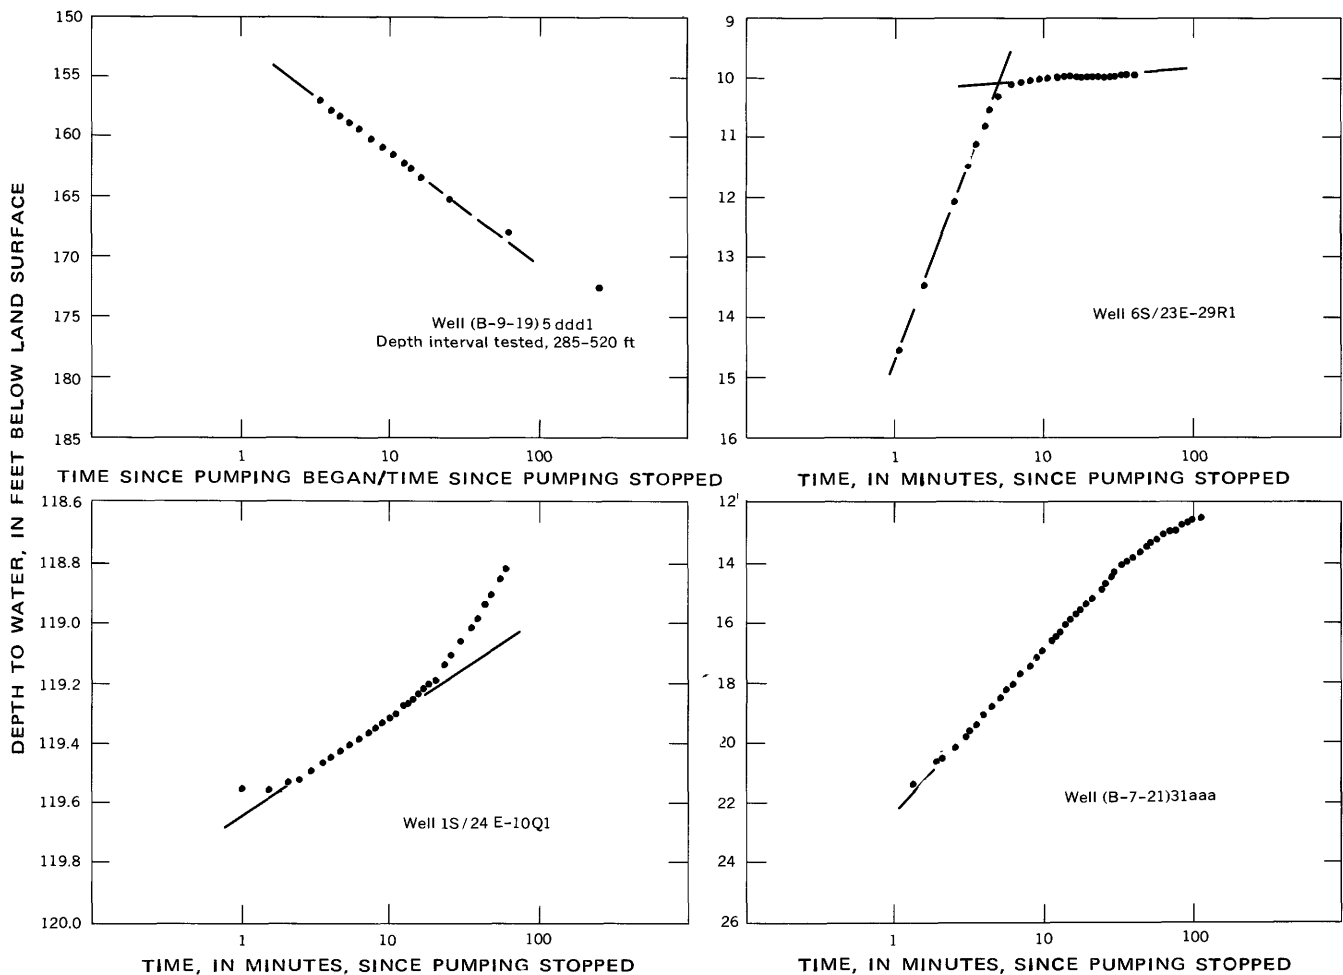 DEPTH TO WATER, IN FEET BELOW LAND SURFACE
150
155
160
165
170
175
180
185
Well (B-9-19)5 ddd1
Depth interval tested, 285-520 ft
1 10 100
TIME SINCE PUMPING BEGAN/TIME SINCE PUMPING STOPPED
9
10
11
12
13
14
15
16
Well 6S/23E-29R1
1 10 100
TIME, IN MINUTES, SINCE PUMPING STOPPED
118.6
118.8
119.0
119.2
119.4
119.6
119.8
120.0
Well 1S/24 E-10Q1
1 10 100
TIME, IN MINUTES, SINCE PUMPING STOPPED
12
14
16
18
20
22
24
26
Well (B-7-21)31aaa
1 10 100
TIME, IN MINUTES, SINCE PUMPING STOPPED